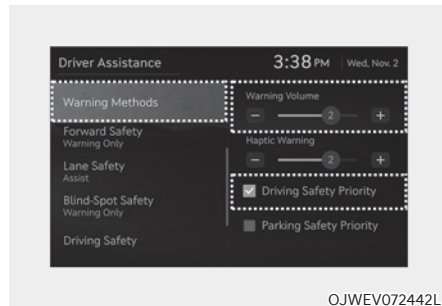 Driver Assistance
3:38 PM
Wed, Nov. 2
Warning Methods
Forward Safety
Warning Only
Lane Safety
Assist
Blind-Spot Safety
Warning Only
Driving Safety
Warning Volume
− 2 +
Haptic Warning
− 2 +
Driving Safety Priority
Parking Safety Priority
OJWEV072442L